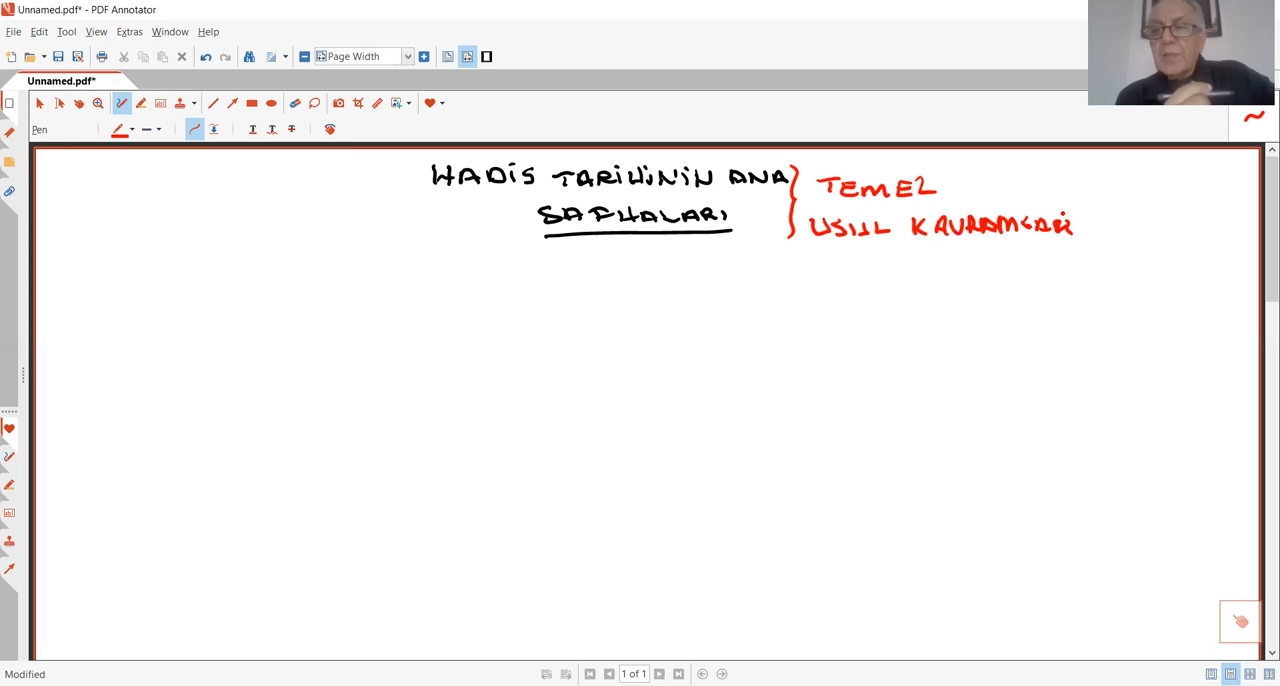 Unnamed.pdf* - PDF Annotator
File Edit Tool View Extras Window Help
Page Width
Unnamed.pdf*
Pen
HADİS TARİHİNİN ANA
SAFHALARI
TEMEL
USUL KAVRAMLARI
Modified
1 of 1